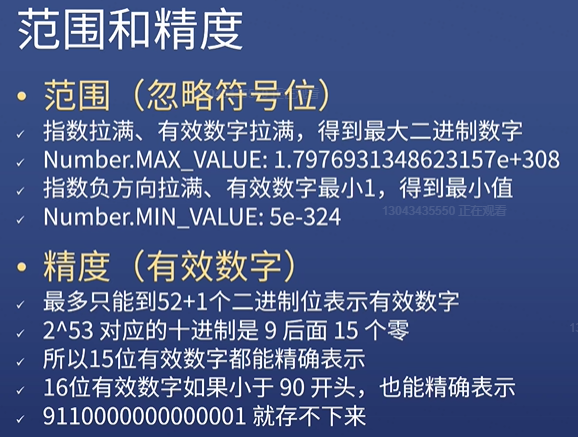 范围和精度
• 范围（忽略符号位）
✓ 指数拉满、有效数字拉满，得到最大二进制数字
✓ Number.MAX_VALUE: 1.7976931348623157e+308
✓ 指数负方向拉满、有效数字最小1，得到最小值
✓ Number.MIN_VALUE: 5e-324
13043435550 正在观看
• 精度（有效数字）
✓ 最多只能到52+1个二进制位表示有效数字
✓ 2^53 对应的十进制是 9 后面 15 个零
✓ 所以15位有效数字都能精确表示
✓ 16位有效数字如果小于 90 开头，也能精确表示
✓ 9110000000000001 就存不下来